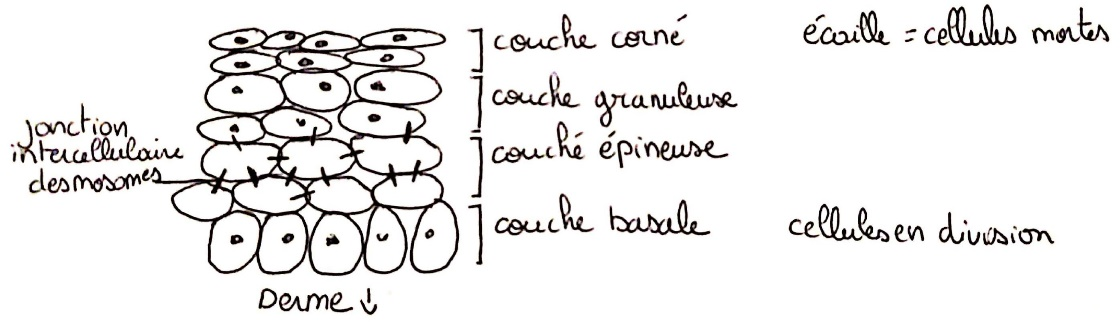 couche corné
écaille = cellules mortes
couche granuleuse
jonction
intercellulaire
desmosomes
couché épineuse
couche basale
cellules en division
Derme ↓